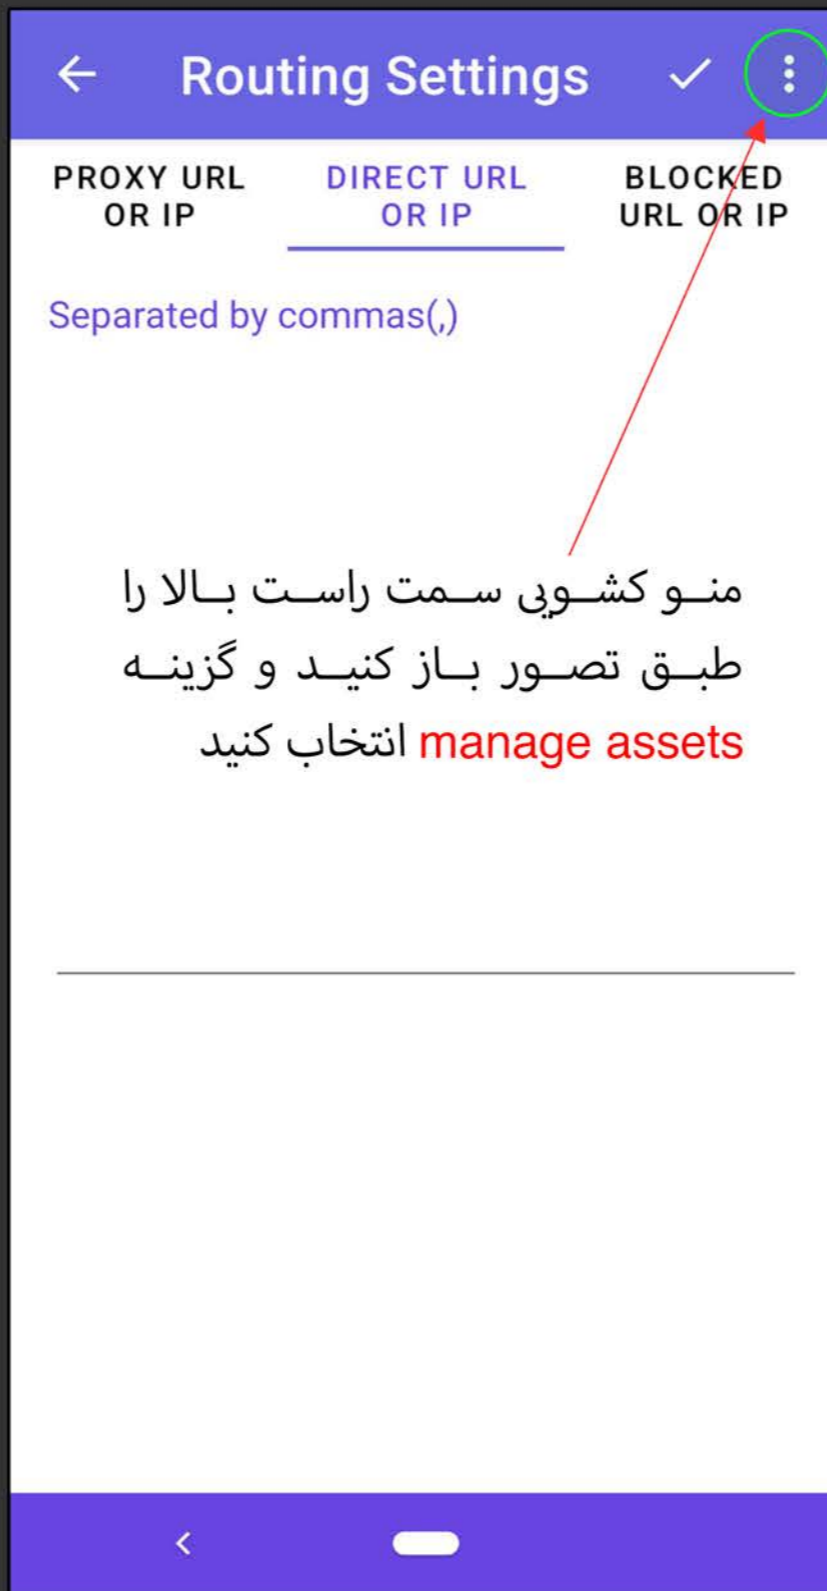 Routing Settings
PROXY URL
OR IP
DIRECT URL
OR IP
BLOCKED
URL OR IP
Separated by commas(,)
منو کشویی سمت راست بالا را
طبق تصور باز کنید و گزینه
manage assets انتخاب کنید